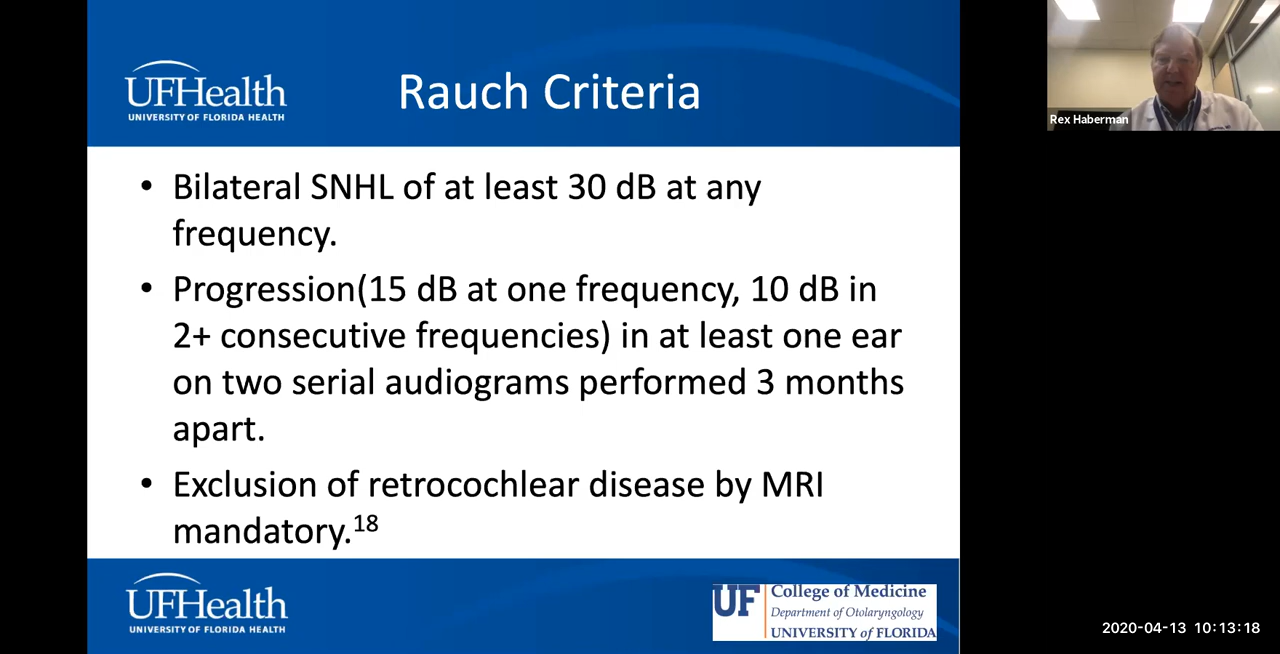 UFHealth
UNIVERSITY OF FLORIDA HEALTH
Rauch Criteria
Rex Haberman
• Bilateral SNHL of at least 30 dB at any
frequency.
• Progression(15 dB at one frequency, 10 dB in
2+ consecutive frequencies) in at least one ear
on two serial audiograms performed 3 months
apart.
• Exclusion of retrocochlear disease by MRI
mandatory.18
UFHealth
UNIVERSITY OF FLORIDA HEALTH
UF
College of Medicine
Department of Otolaryngology
UNIVERSITY of FLORIDA
2020-04-13 10:13:18